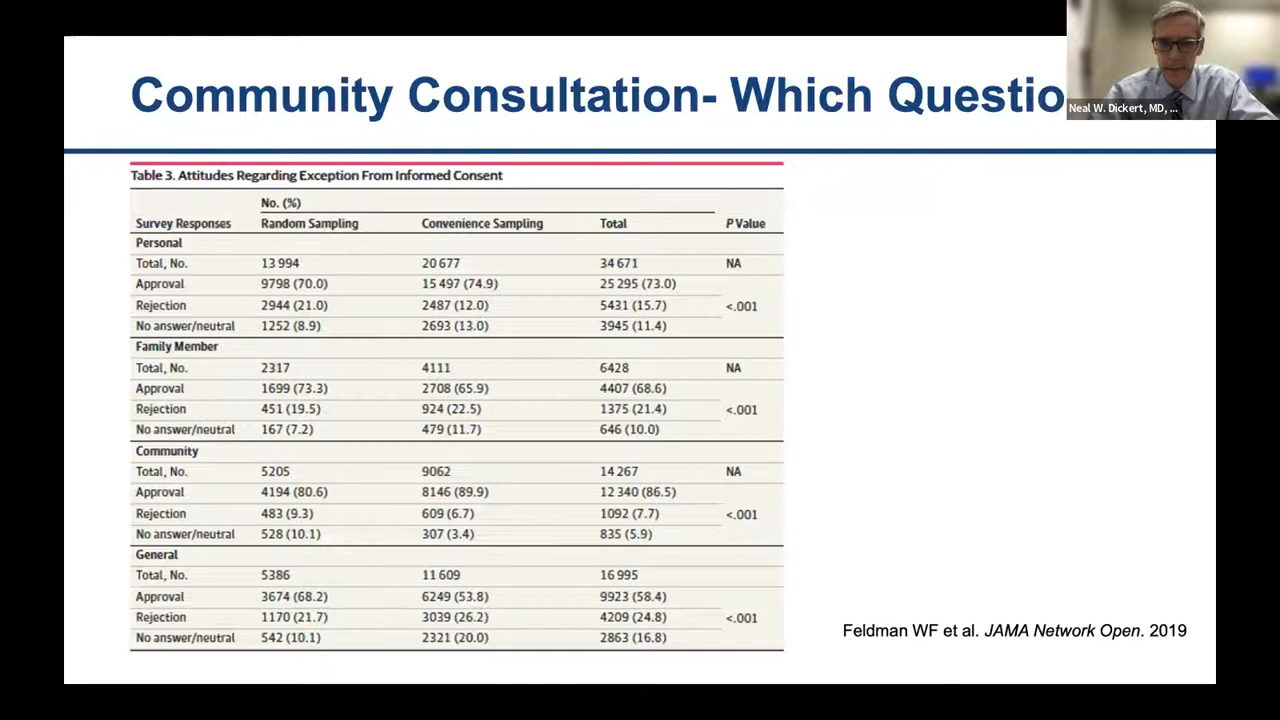 Community Consultation- Which Questio
Neal W. Dickert, MD, ...
Table 3. Attitudes Regarding Exception From Informed Consent
No. (%)
Survey Responses Random Sampling Convenience Sampling Total P Value
Personal
Total, No. 13 994 20 677 34 671 NA
Approval 9798 (70.0) 15 497 (74.9) 25 295 (73.0)
Rejection 2944 (21.0) 2487 (12.0) 5431 (15.7) <.001
No answer/neutral 1252 (8.9) 2693 (13.0) 3945 (11.4)
Family Member
Total, No. 2317 4111 6428 NA
Approval 1699 (73.3) 2708 (65.9) 4407 (68.6)
Rejection 451 (19.5) 924 (22.5) 1375 (21.4) <.001
No answer/neutral 167 (7.2) 479 (11.7) 646 (10.0)
Community
Total, No. 5205 9062 14 267 NA
Approval 4194 (80.6) 8146 (89.9) 12 340 (86.5)
Rejection 483 (9.3) 609 (6.7) 1092 (7.7) <.001
No answer/neutral 528 (10.1) 307 (3.4) 835 (5.9)
General
Total, No. 5386 11 609 16 995
Approval 3674 (68.2) 6249 (53.8) 9923 (58.4)
Rejection 1170 (21.7) 3039 (26.2) 4209 (24.8) <.001
No answer/neutral 542 (10.1) 2321 (20.0) 2863 (16.8)
Feldman WF et al. JAMA Network Open. 2019